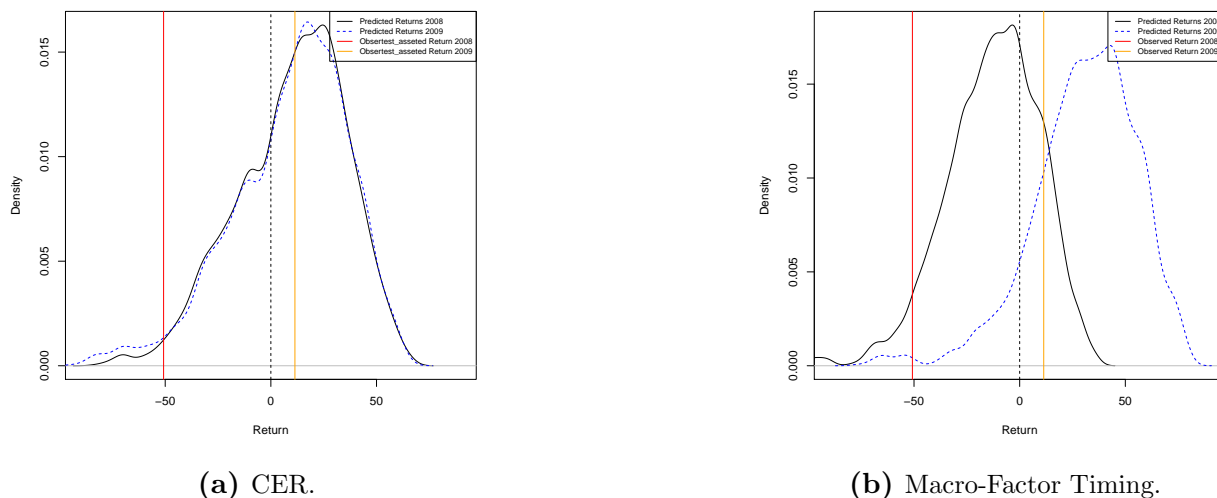 Predicted Returns 2008
Predicted Returns 2009
Obsertest_asseted Return 2008
Obsertest_asseted Return 2009
0.015
0.010
0.005
0.000
Density
−50
0
50
Return
(a) CER.
Predicted Returns 200
Predicted Returns 200
Observed Returns 2008
Observed Returns 2009
0.015
0.010
0.005
0.000
Density
−50
0
50
Return
(b) Macro-Factor Timing.